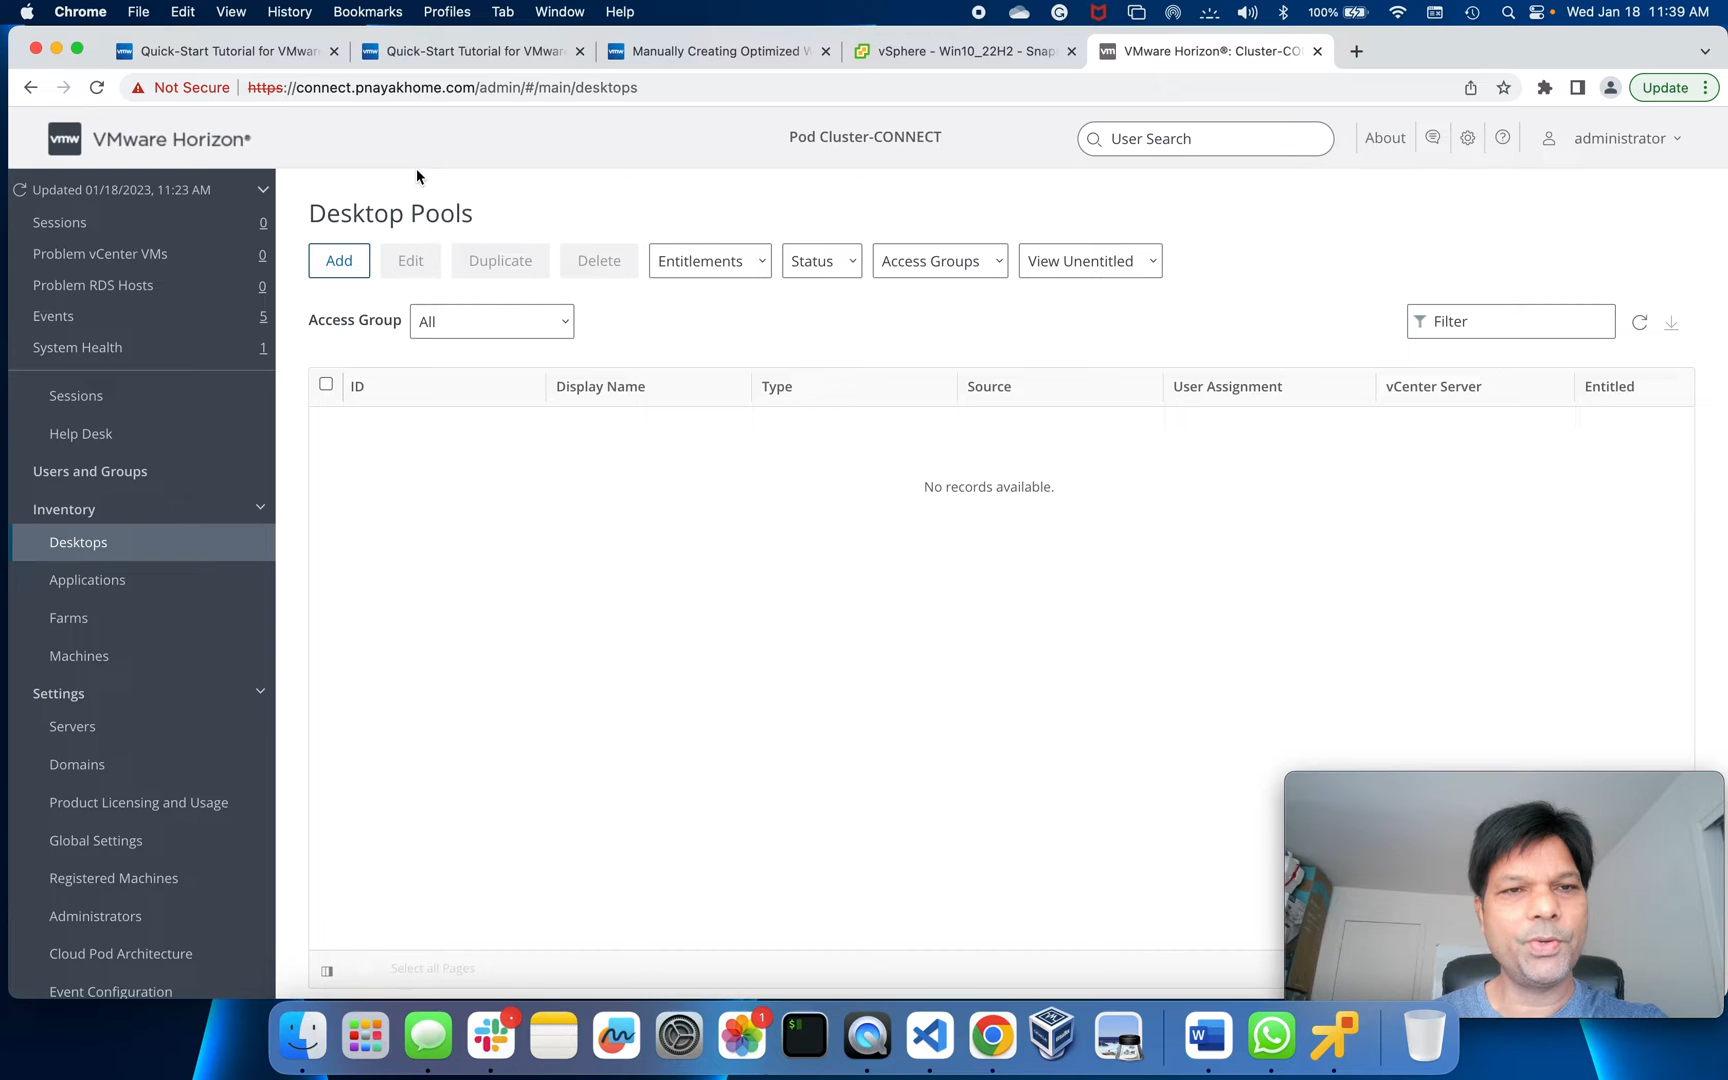 Chrome File Edit View History Bookmarks Profiles Tab Window Help 100% Wed Jan 18 11:39 AM
vmw Quick-Start Tutorial for VMwar
vmw Quick-Start Tutorial for VMwar
vmw Manually Creating Optimized W
vSphere - Win10_22H2 - Snap
vm VMware Horizon®: Cluster-CO
Not Secure https://connect.pnayakhome.com/admin/#/main/desktops Update
vmw VMware Horizon®
Pod Cluster-CONNECT
User Search
About
administrator
Updated 01/18/2023, 11:23 AM
Sessions 0
Problem vCenter VMs 0
Problem RDS Hosts 0
Events 5
System Health 1
Sessions
Help Desk
Users and Groups
Inventory
Desktops
Applications
Farms
Machines
Settings
Servers
Domains
Product Licensing and Usage
Global Settings
Registered Machines
Administrators
Cloud Pod Architecture
Event Configuration
Desktop Pools
Add Edit Duplicate Delete Entitlements Status Access Groups View Unentitled
Access Group All
Filter
ID Display Name Type Source User Assignment vCenter Server Entitled
No records available.
Select all Pages
1
$
W